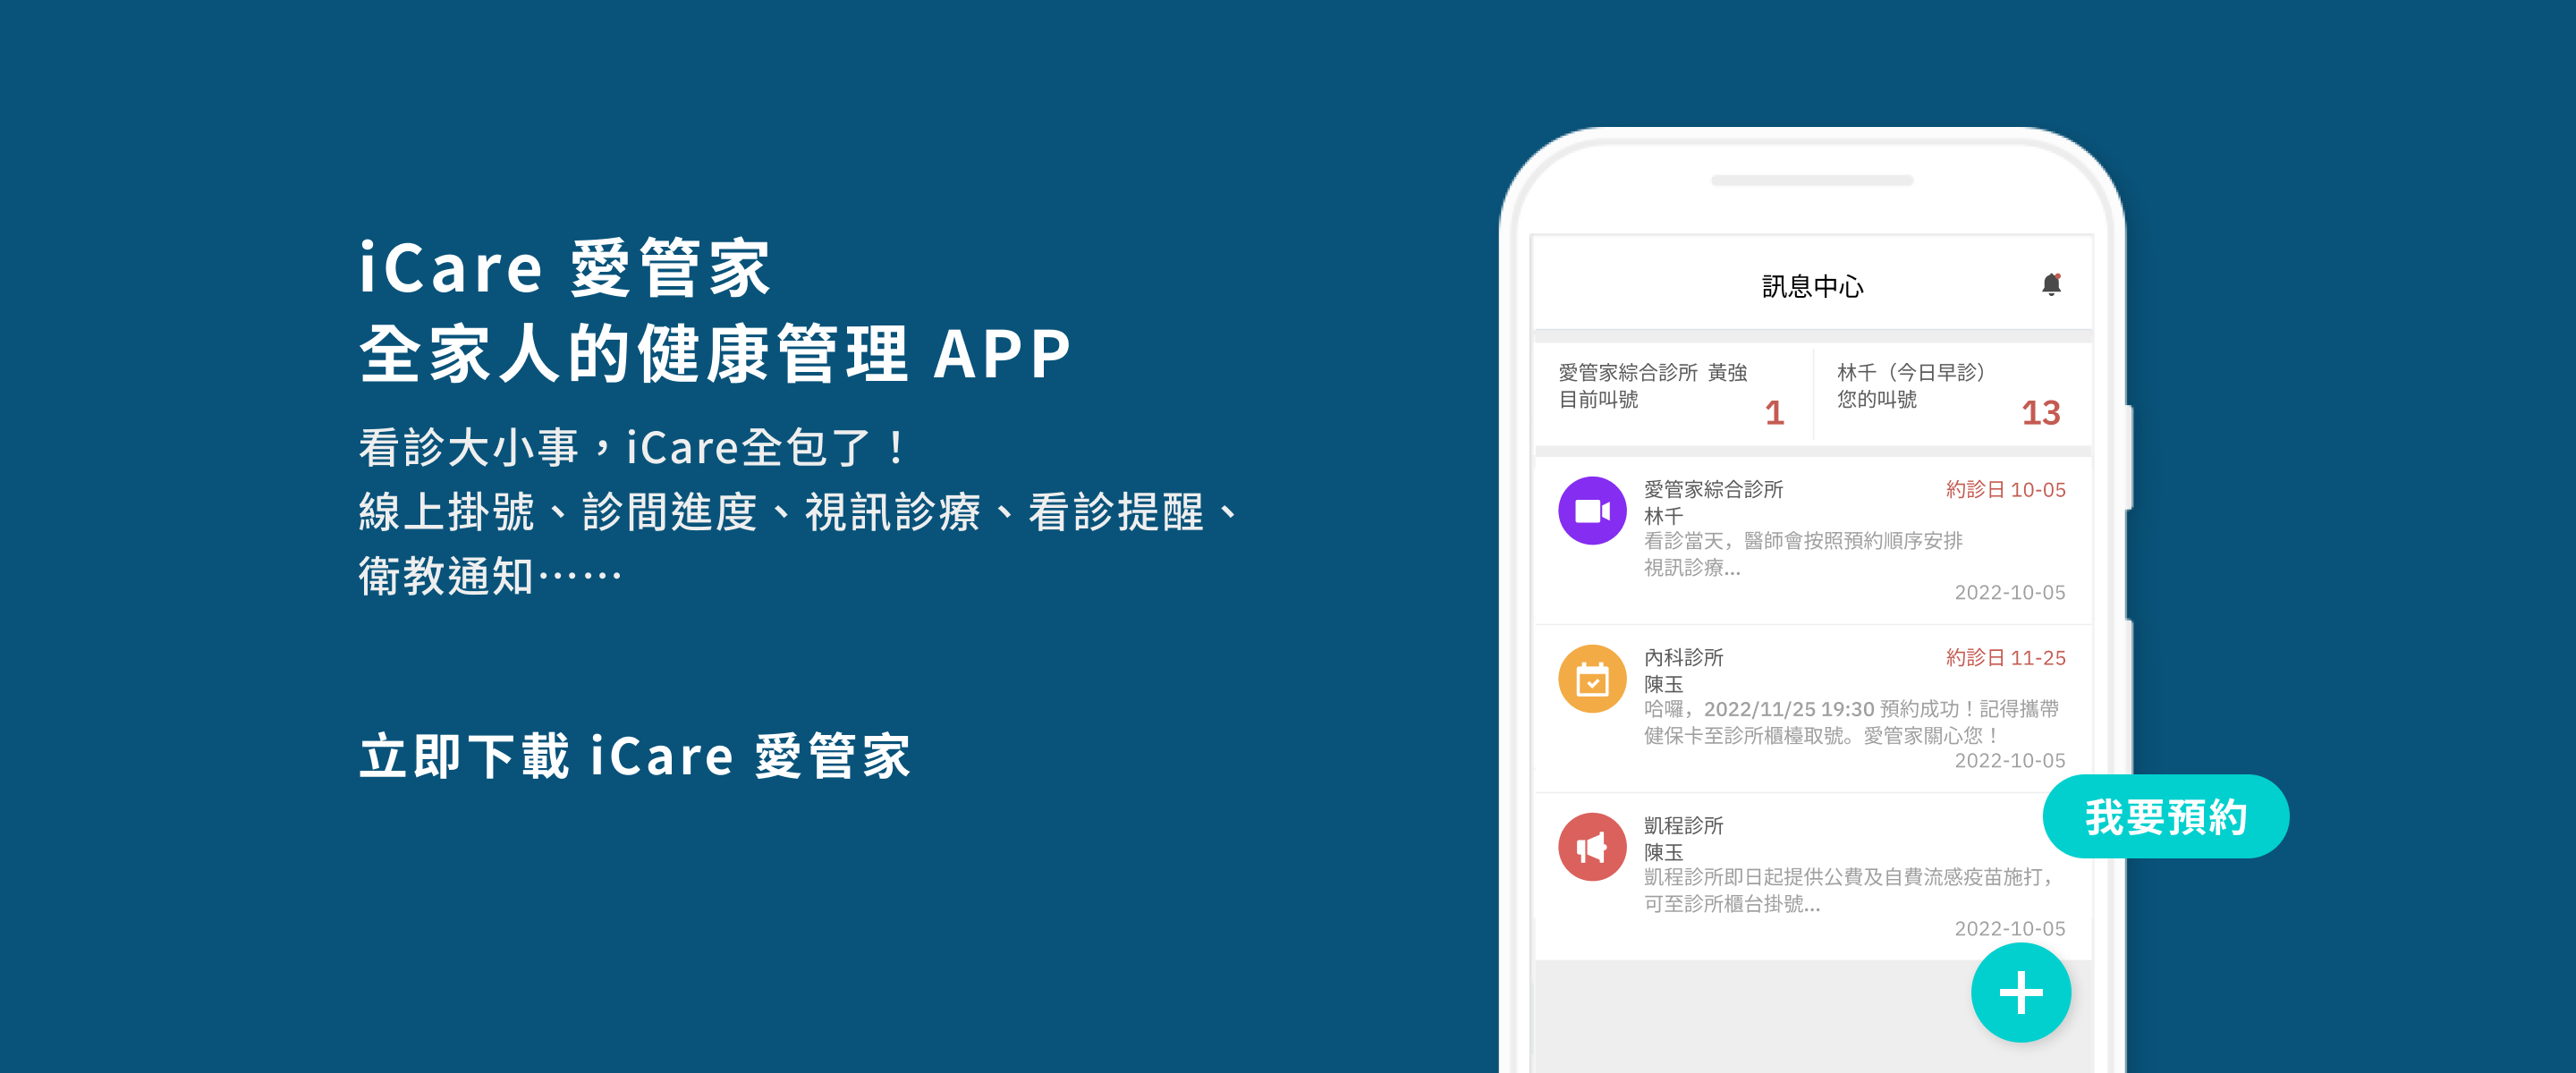 iCare 愛管家
全家人的健康管理 APP
看診大小事，iCare全包了！
線上掛號、診間進度、視訊診療、看診提醒、
衛教通知⋯⋯
立即下載 iCare 愛管家
訊息中心
愛管家綜合診所 黃強
目前叫號
1
林千（今日早診）
您的叫號
13
愛管家綜合診所
約診日 10-05
林千
看診當天，醫師會按照預約順序安排
視訊診療...
2022-10-05
內科診所
約診日 11-25
陳玉
哈囉，2022/11/25 19:30 預約成功！記得攜帶
健保卡至診所櫃檯取號。愛管家關心您！
2022-10-05
我要預約
凱程診所
陳玉
凱程診所即日起提供公費及自費流感疫苗施打，
可至診所櫃台掛號...
2022-10-05